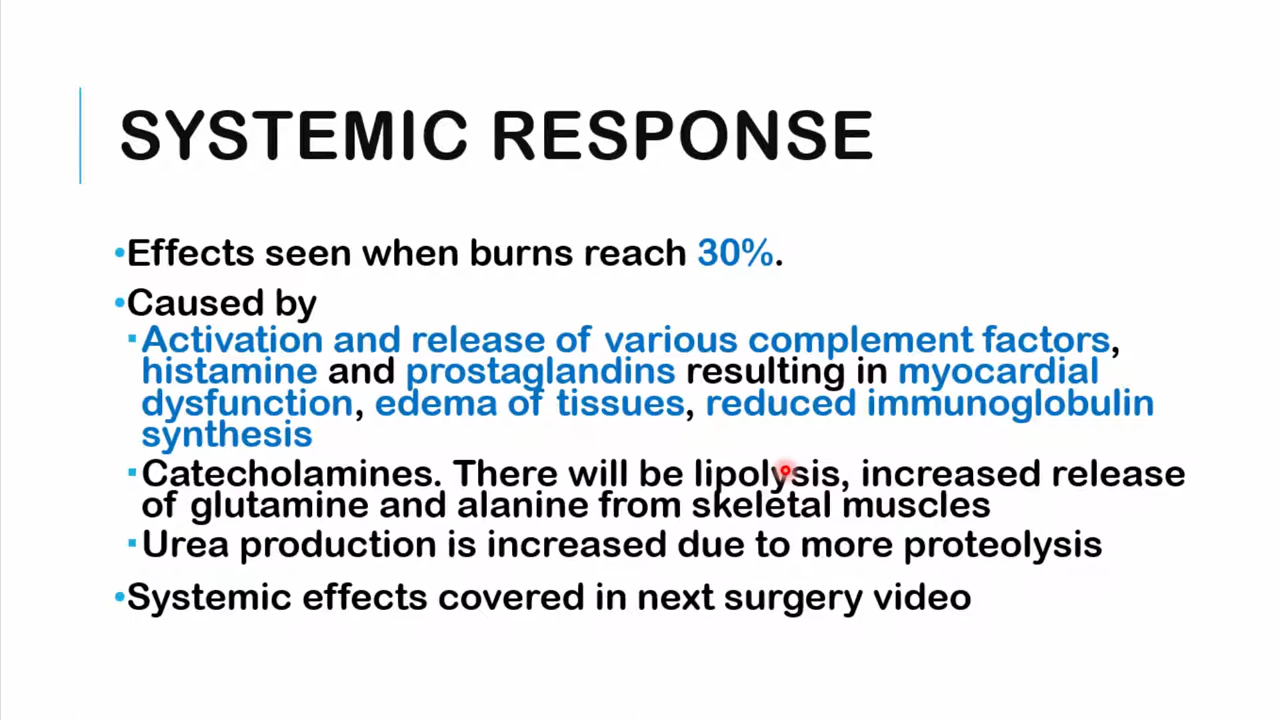 SYSTEMIC RESPONSE
•Effects seen when burns reach 30%.
•Caused by
▪Activation and release of various complement factors,
histamine and prostaglandins resulting in myocardial
dysfunction, edema of tissues, reduced immunoglobulin
synthesis
▪Catecholamines. There will be lipolysis, increased release
of glutamine and alanine from skeletal muscles
▪Urea production is increased due to more proteolysis
•Systemic effects covered in next surgery video